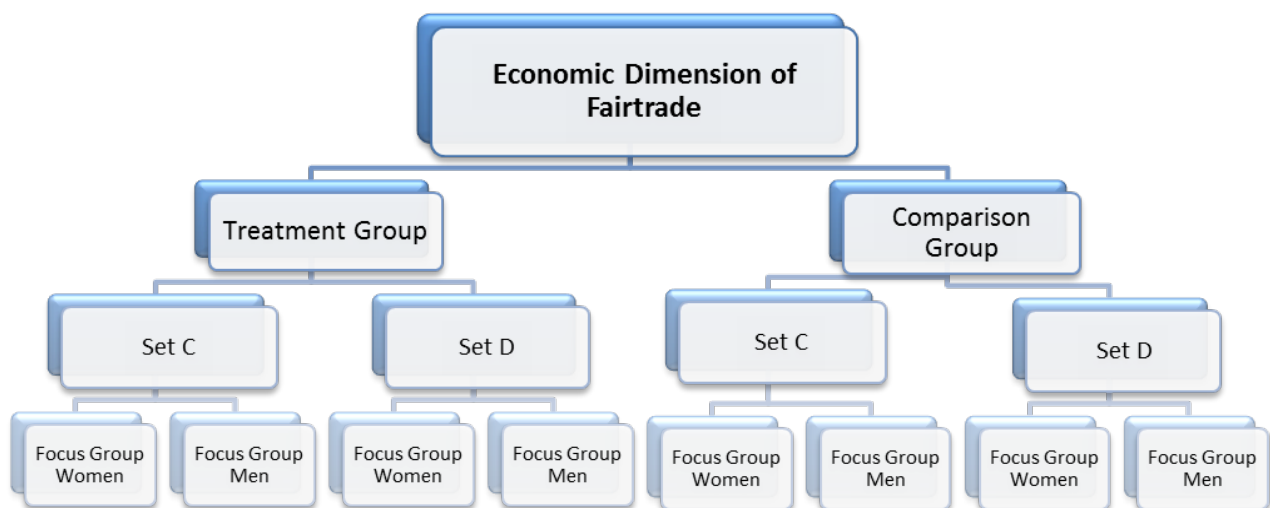 Economic Dimension of
Fairtrade
Treatment Group
Comparison
Group
Set C
Set D
Set C
Set D
Focus Group
Women
Focus Group
Men
Focus Group
Women
Focus Group
Men
Focus Group
Women
Focus Group
Men
Focus Group
Women
Focus Group
Men